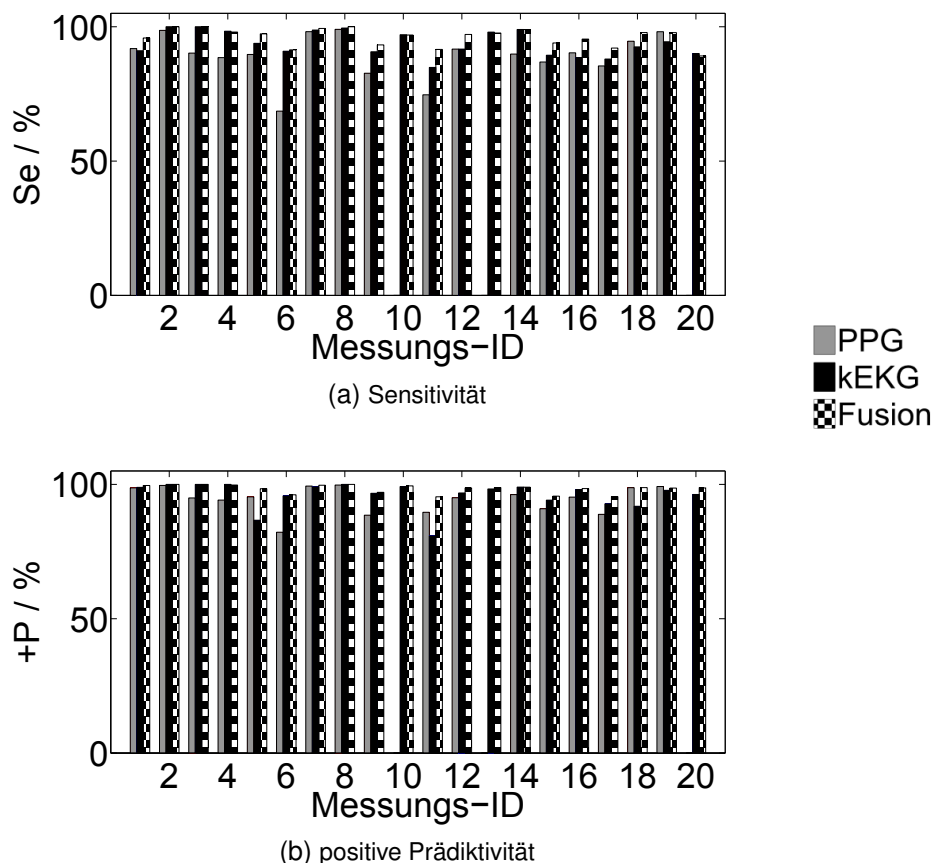 100
50
0
Se / %
2 4 6 8 10 12 14 16 18 20
Messungs−ID
(a) Sensitivität
PPG
kEKG
Fusion
100
50
0
+P / %
2 4 6 8 10 12 14 16 18 20
Messungs−ID
(b) positive Prädiktivität